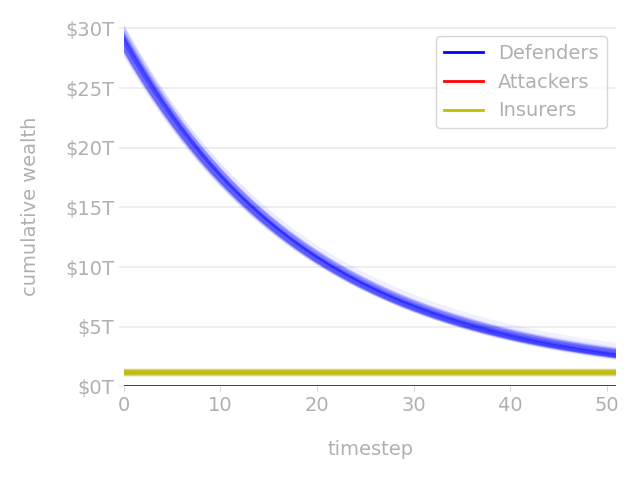 $30T
$25T
$20T
$15T
$10T
$5T
$0T
cumulative wealth
Defenders
Attackers
Insurers
0 10 20 30 40 50
timestep